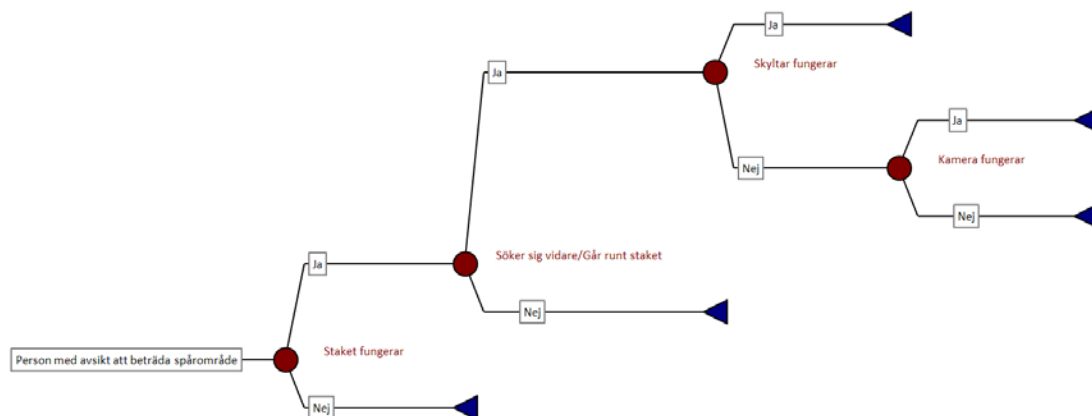 Ja
Skyltar fungerar
Ja
Ja
Nej
Kamera fungerar
Nej
Söker sig vidare/Går runt staket
Ja
Nej
Person med avsikt att beträda spårområde
Staket fungerar
Nej